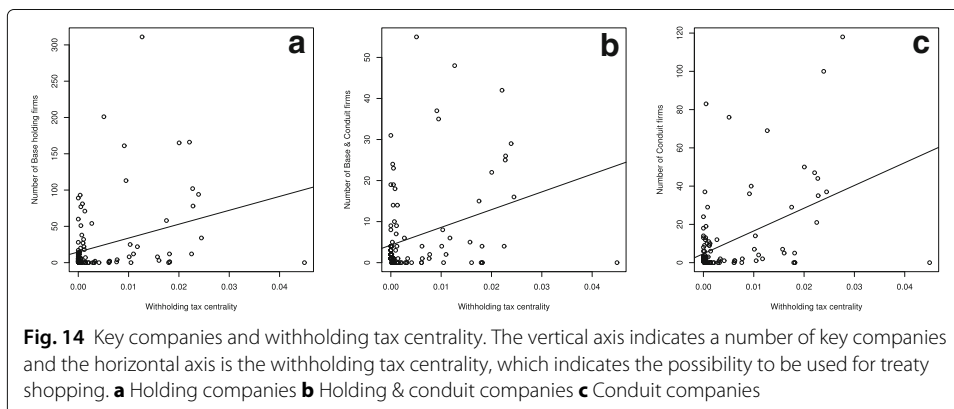 a
Number of Base holding firms
300
250
200
150
100
50
0
0.00 0.01 0.02 0.03 0.04
Withholding tax centrality
b
Number of Base & Conduit firms
50
40
30
20
10
0
0.00 0.01 0.02 0.03 0.04
Withholding tax centrality
c
Number of Conduit firms
120
100
80
60
40
20
0
0.00 0.01 0.02 0.03 0.04
Withholding tax centrality
Fig. 14 Key companies and withholding tax centrality. The vertical axis indicates a number of key companies
and the horizontal axis is the withholding tax centrality, which indicates the possibility to be used for treaty
shopping. a Holding companies b Holding & conduit companies c Conduit companies